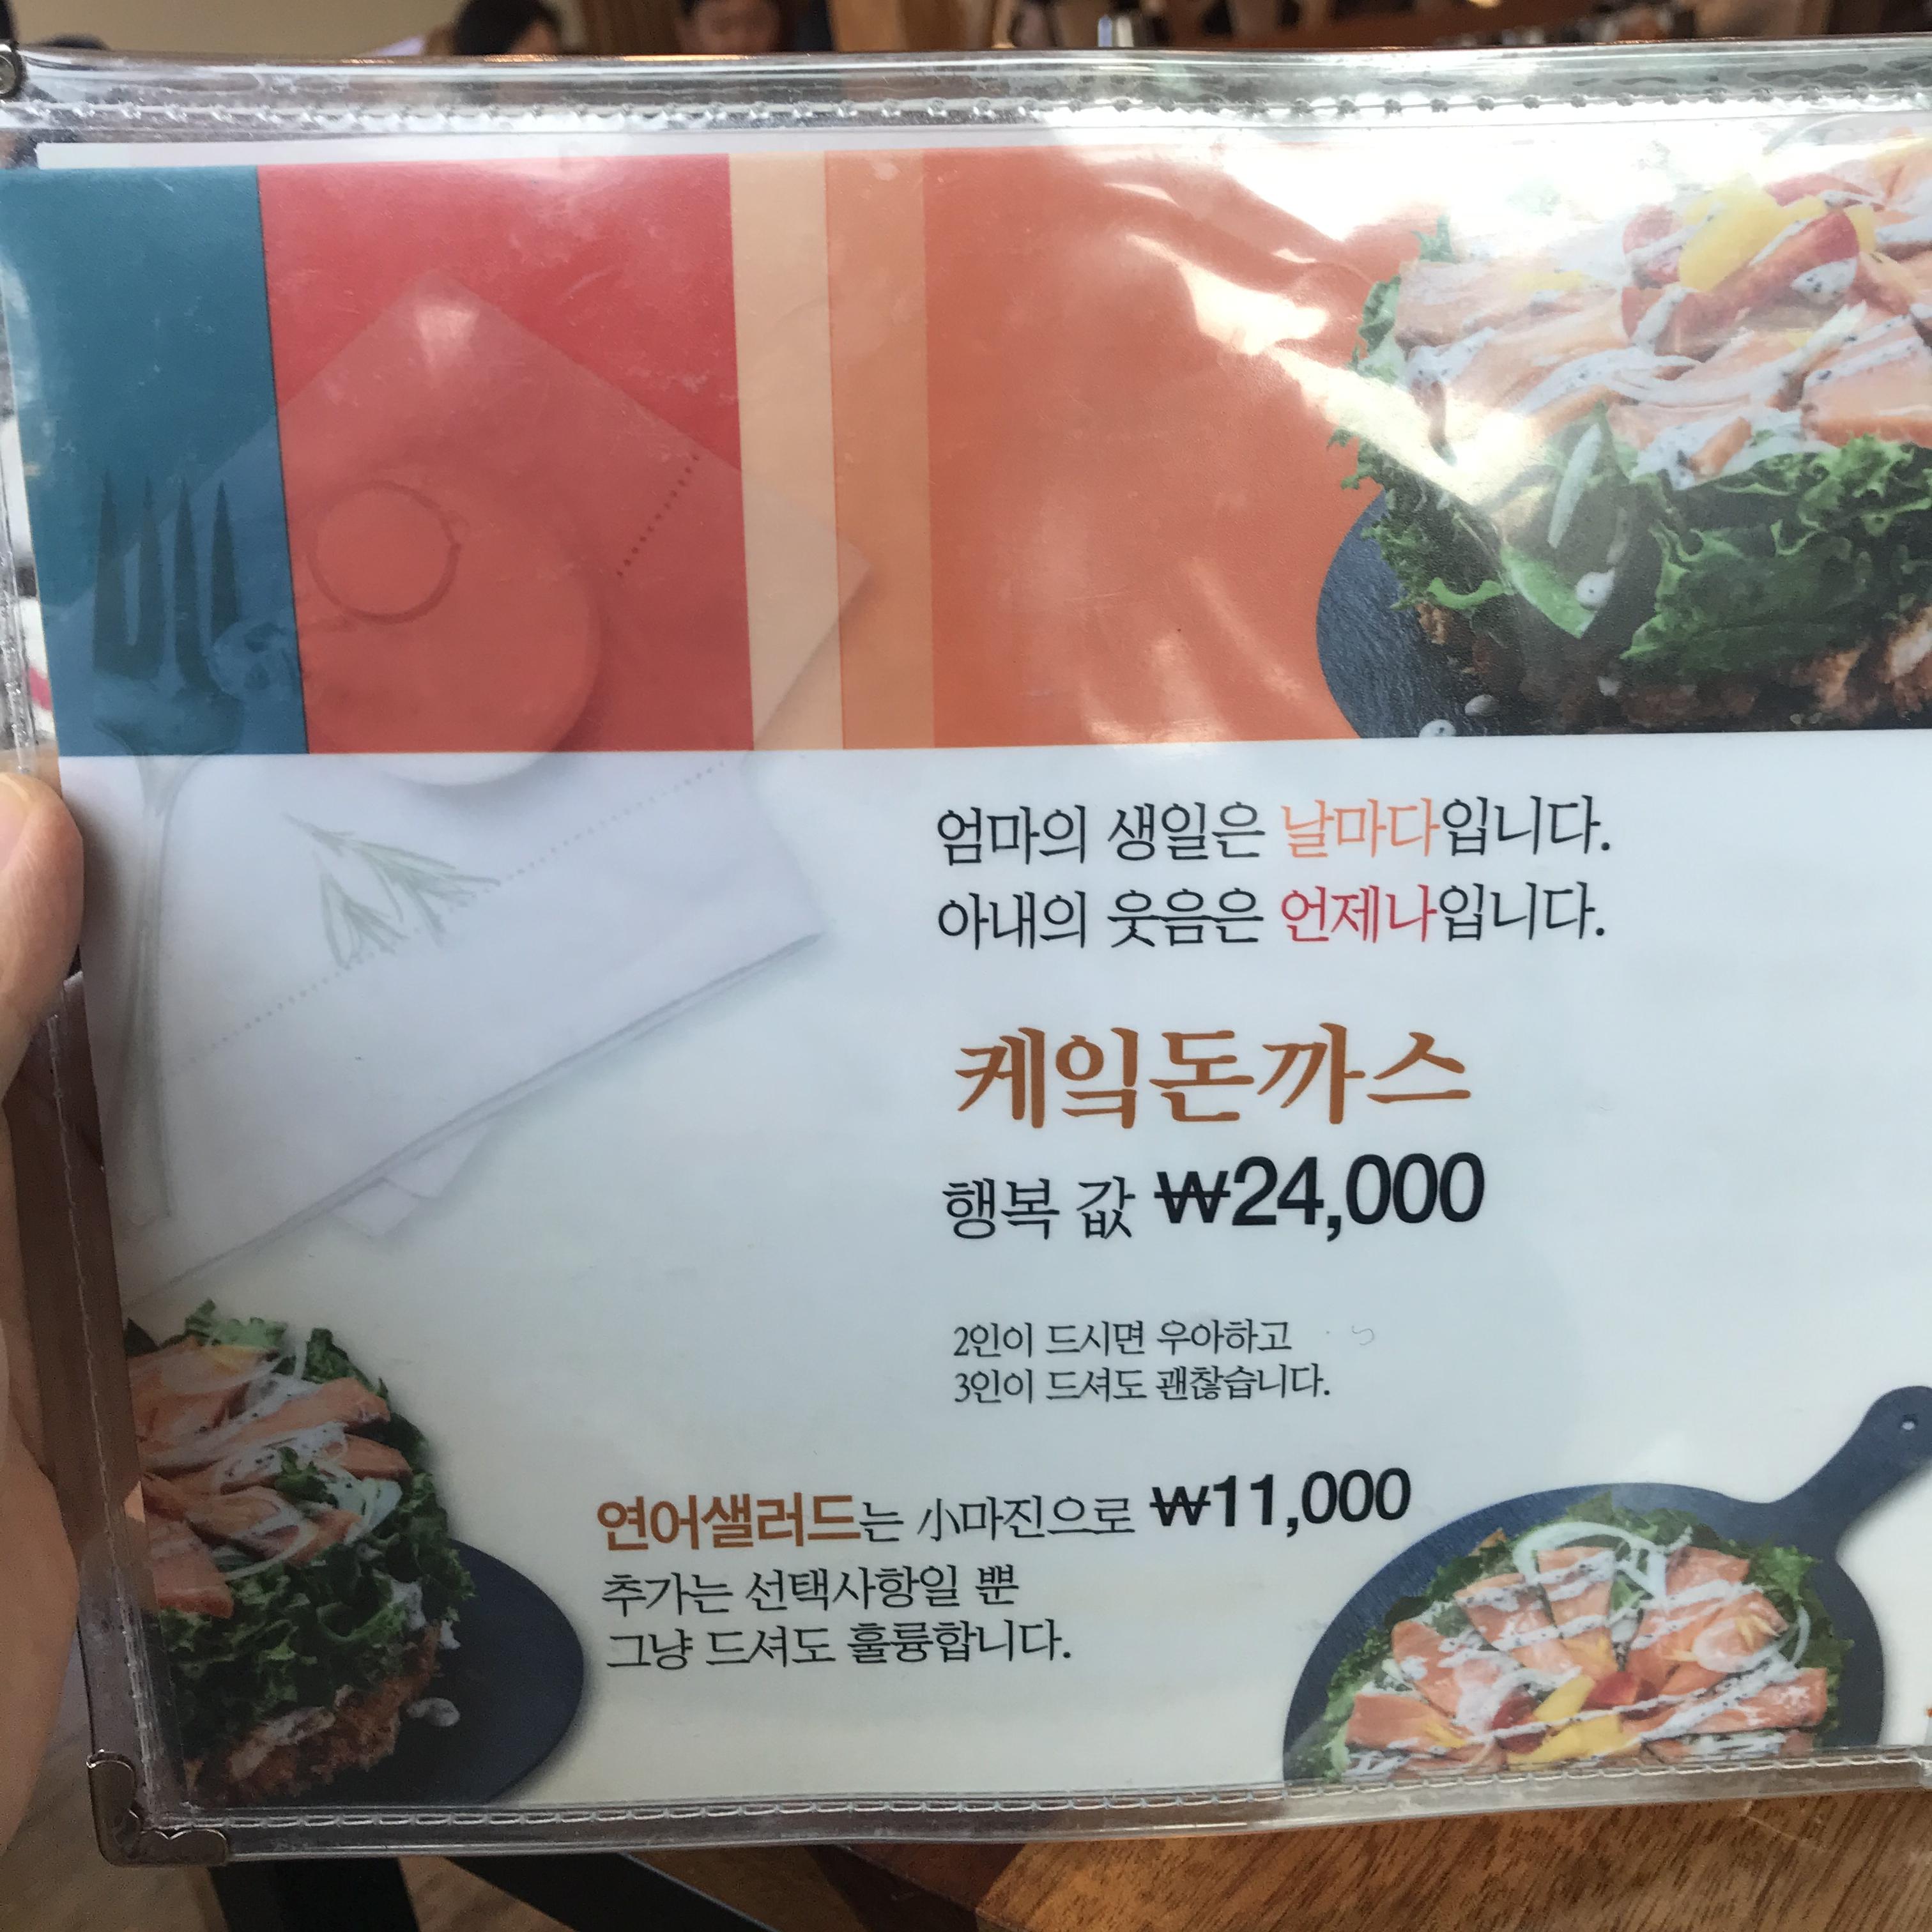 엄마의 생일은 날마다입니다.
아내의 웃음은 언제나입니다.
케잌돈까스
행복 값 ₩24,000
2인이 드시면 우아하고
3인이 드셔도 괜찮습니다.
연어샐러드는 小마진으로 ₩11,000
추가는 선택사항일 뿐
그냥 드셔도 훌륭합니다.